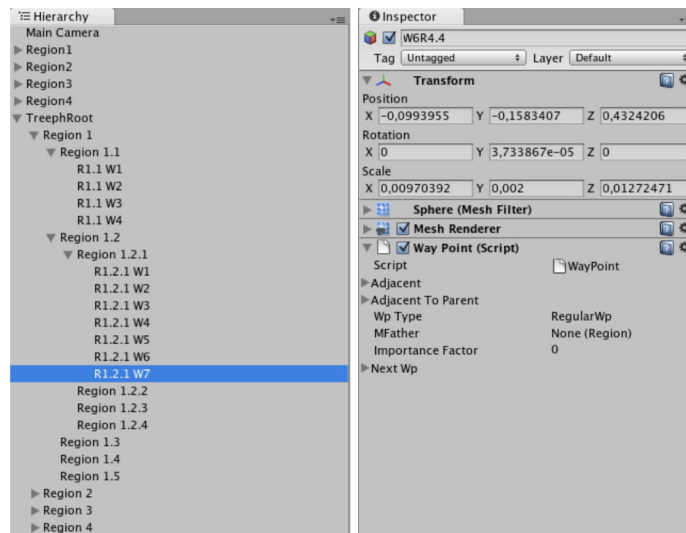 Hierarchy
Main Camera
Region1
Region2
Region3
Region4
TreephRoot
Region 1
Region 1.1
R1.1 W1
R1.1 W2
R1.1 W3
R1.1 W4
Region 1.2
Region 1.2.1
R1.2.1 W1
R1.2.1 W2
R1.2.1 W3
R1.2.1 W4
R1.2.1 W5
R1.2.1 W6
R1.2.1 W7
Region 1.2.2
Region 1.2.3
Region 1.2.4
Region 1.3
Region 1.4
Region 1.5
Region 2
Region 3
Region 4
Inspector
W6R4.4
Tag Untagged Layer Default
Transform
Position
X -0,0993955 Y -0,1583407 Z 0,4324206
Rotation
X 0 Y 3,733867e-05 Z 0
Scale
X 0,00970392 Y 0,002 Z 0,01272471
Sphere (Mesh Filter)
Mesh Renderer
Way Point (Script)
Script WayPoint
Adjacent
Adjacent To Parent
Wp Type RegularWp
MFather None (Region)
Importance Factor 0
Next Wp